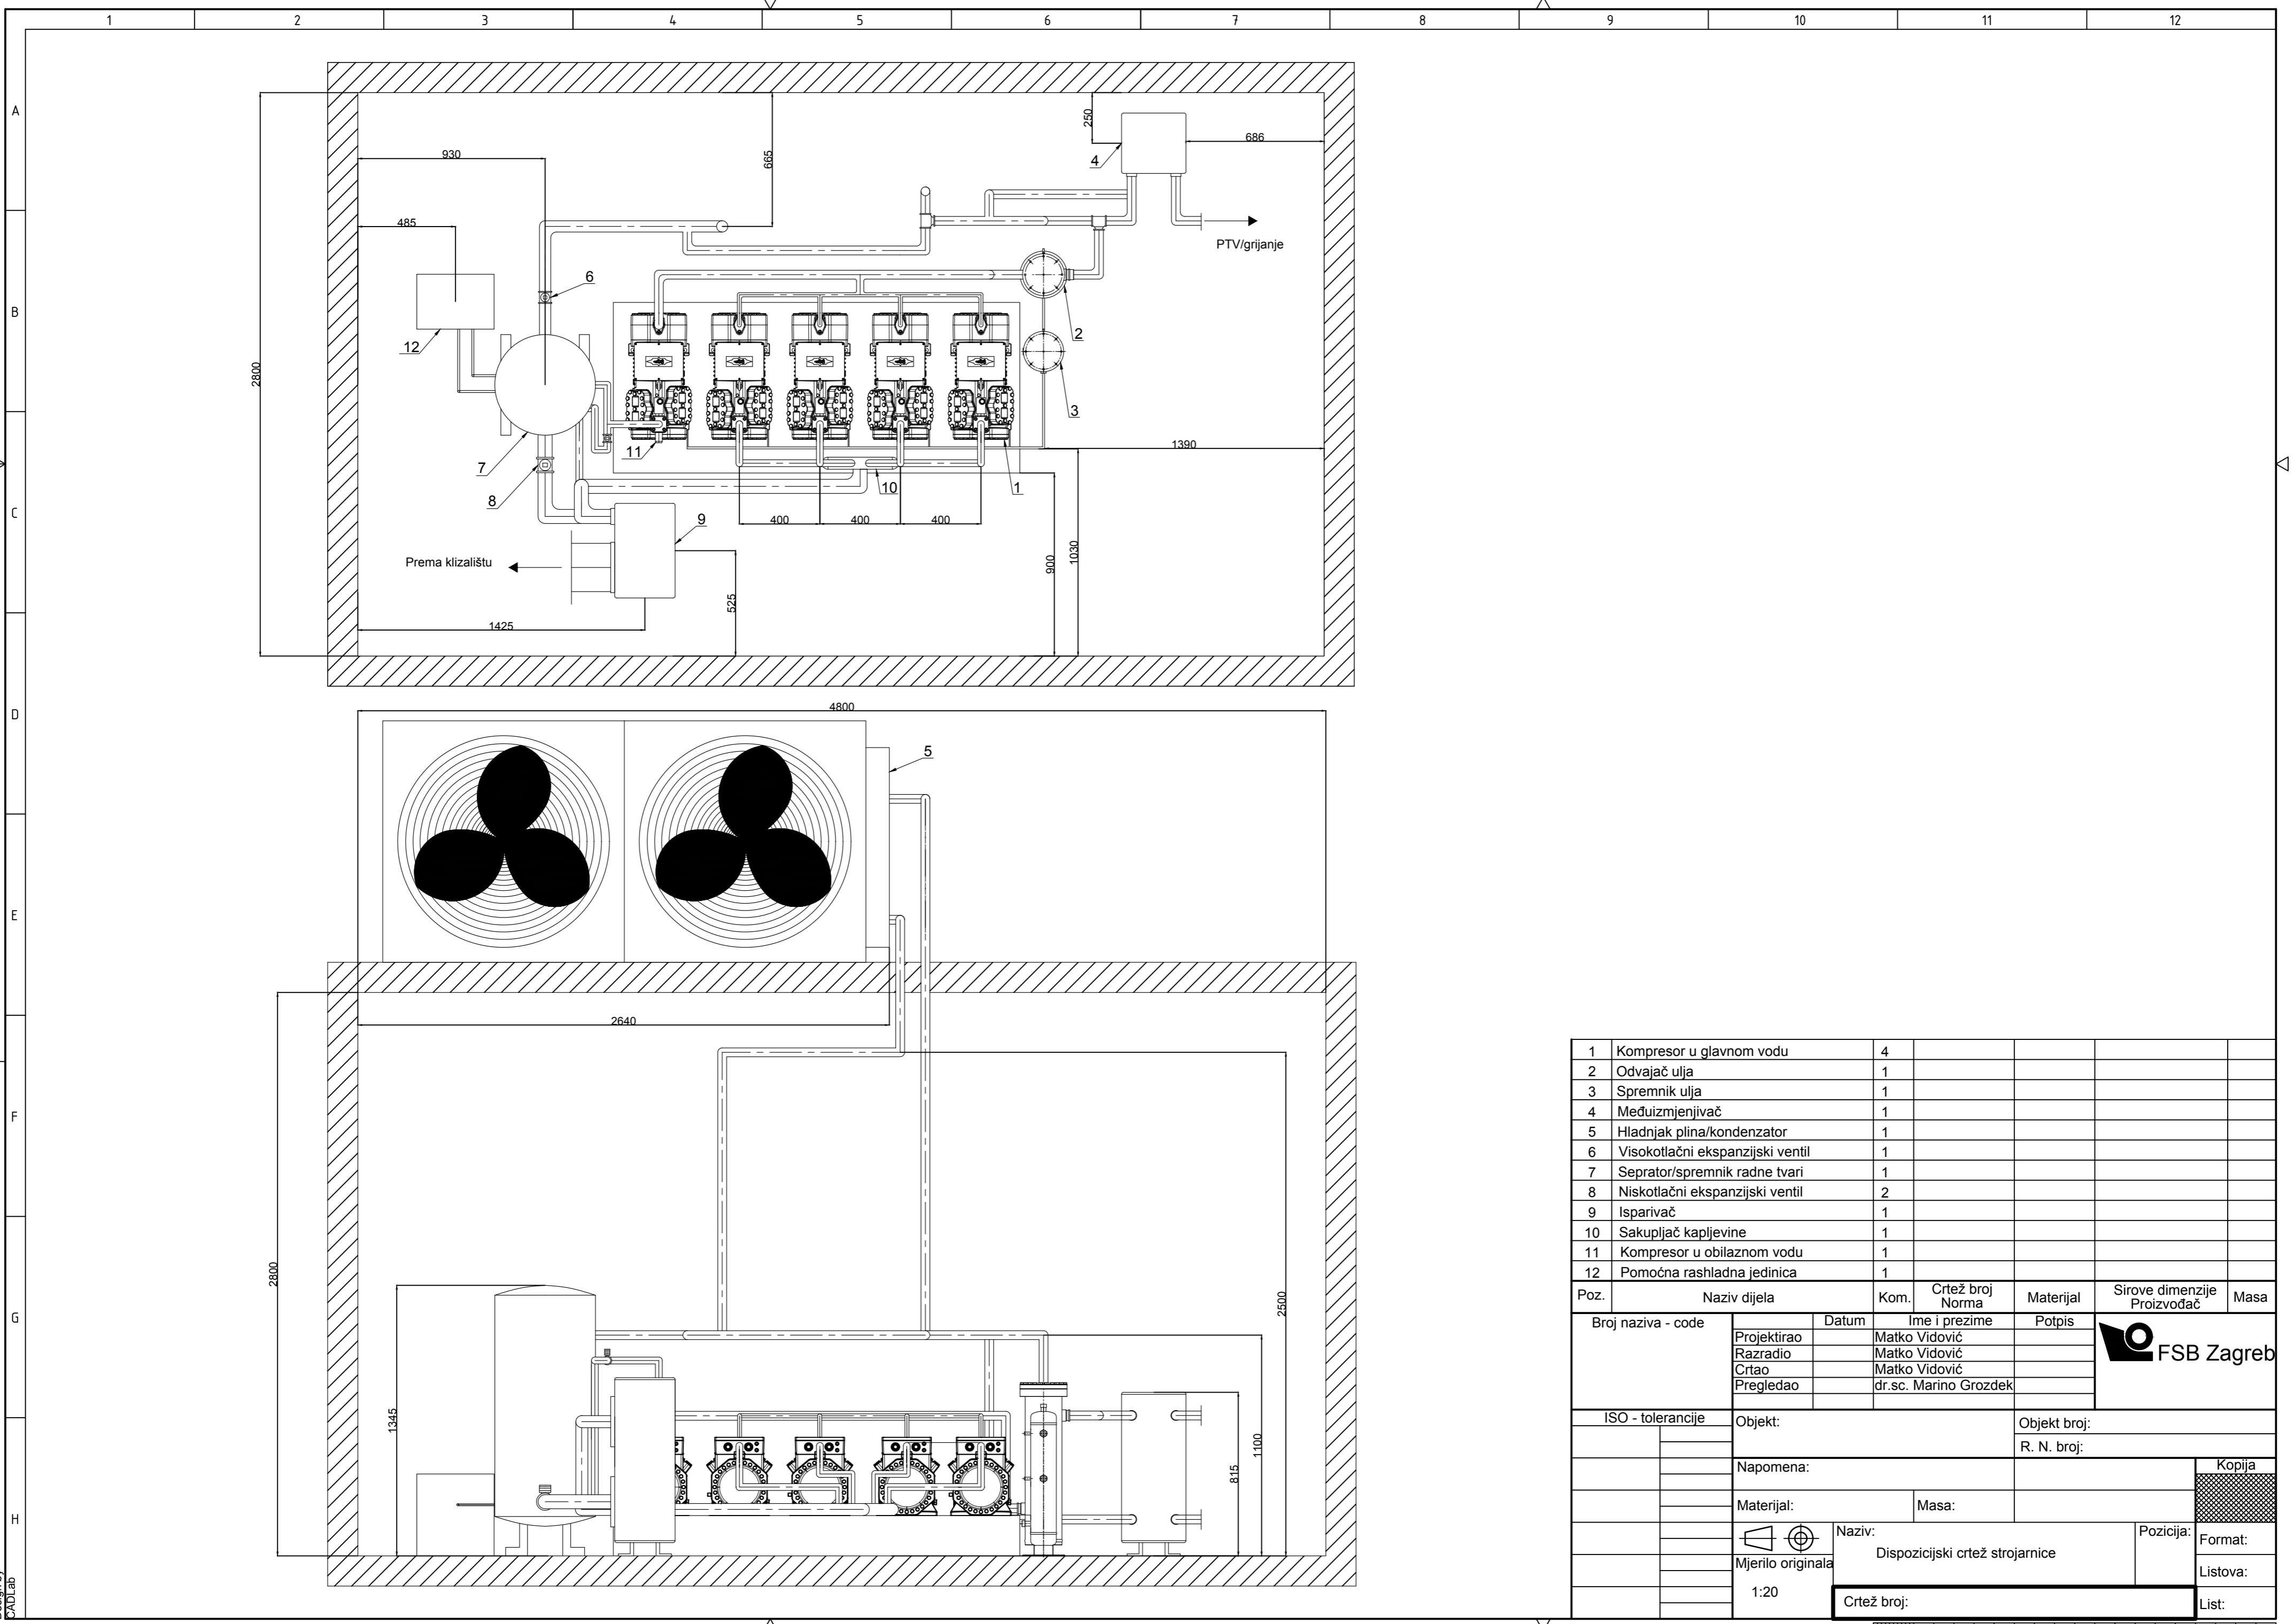 1 2 3 4 5 6 7 8 9 10 11 12
A
B
C
D
E
F
G
H
2800
930
485
665
250
686
4
PTV/grijanje
6
12
2
3
7
8
11
10
1
9
1390
400 400 400
Prema klizalištu
1425
525
900
1030
4800
5
2640
2800
2500
1345
1100
815
1 Kompresor u glavnom vodu 4
2 Odvajač ulja 1
3 Spremnik ulja 1
4 Međuizmjenjivač 1
5 Hladnjak plina/kondenzator 1
6 Visokotlačni ekspanzijski ventil 1
7 Seprator/spremnik radne tvari 1
8 Niskotlačni ekspanzijski ventil 2
9 Isparivač 1
10 Sakupljač kapljevine 1
11 Kompresor u obilaznom vodu 1
12 Pomoćna rashladna jedinica 1
Poz. Naziv dijela Kom. Crtež broj Norma Materijal Sirove dimenzije Proizvođač Masa
Broj naziva - code Datum Ime i prezime Potpis
Projektirao Matko Vidović
Razradio Matko Vidović
Crtao Matko Vidović
Pregledao dr.sc. Marino Grozdek
FSB Zagreb
ISO - tolerancije
Objekt: Objekt broj:
R. N. broj:
Napomena: Kopija
Materijal: Masa:
Naziv: Pozicija: Format:
Dispozicijski crtež strojarnice
Mjerilo originala Listova:
1:20
Crtež broj: List:
CADLab